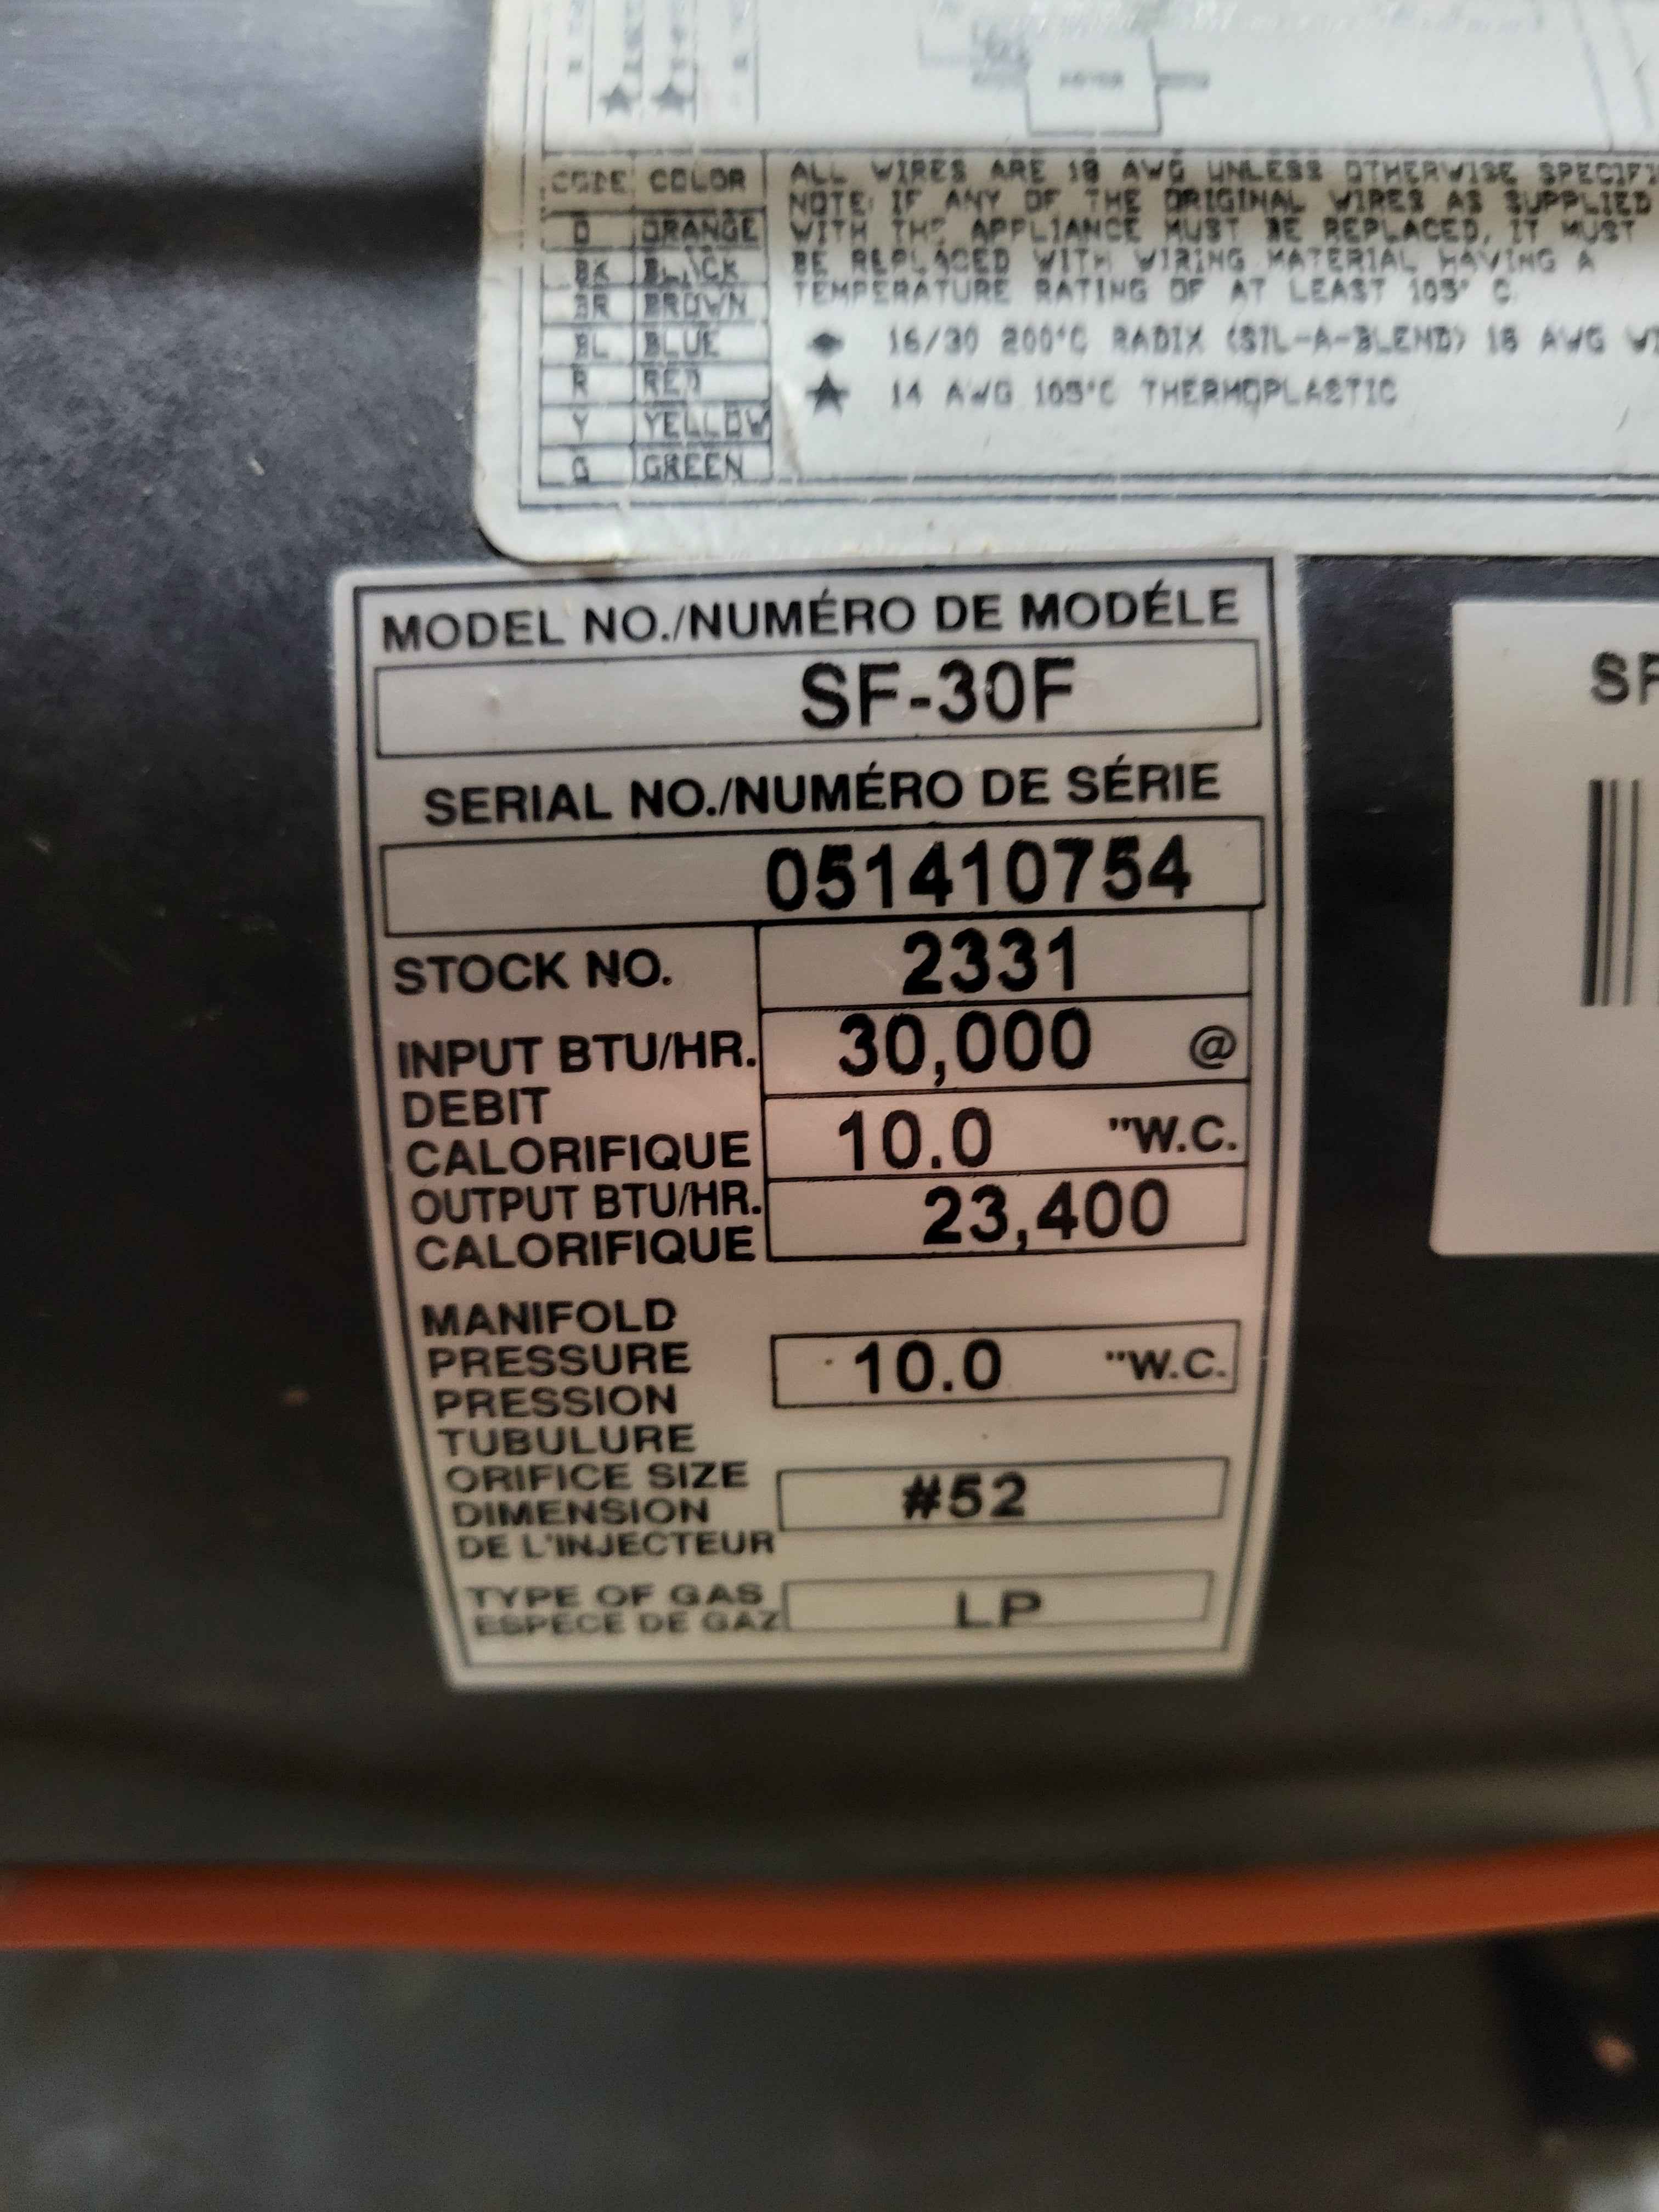 CODE COLOR
O ORANGE
BK BLACK
BR BROWN
BL BLUE
R RED
Y YELLOW
G GREEN
ALL WIRES ARE 18 AWG UNLESS OTHERWISE
NOTE: IF ANY OF THE ORIGINAL WIRES AS SUPPLIED
WITH THE APPLIANCE MUST BE REPLACED, IT MUST
BE REPLACED WITH WIRING MATERIAL HAVING A
TEMPERATURE RATING OF AT LEAST 105° C.
16/30 200°C RADIX (SIL-A-BLEND) 18 AWG
★ 14 AWG 105°C THERMOPLASTIC
MODEL NO./NUMÉRO DE MODÉLE
SF-30F
SERIAL NO./NUMÉRO DE SÉRIE
051410754
STOCK NO. 2331
INPUT BTU/HR. 30,000 @
DEBIT
CALORIFIQUE 10.0 "W.C.
OUTPUT BTU/HR. 23,400
CALORIFIQUE
MANIFOLD
PRESSURE 10.0 "W.C.
PRESSION
TUBULURE
ORIFICE SIZE #52
DIMENSION
DE L'INJECTEUR
TYPE OF GAS LP
ESPECE DE GAZ
SF